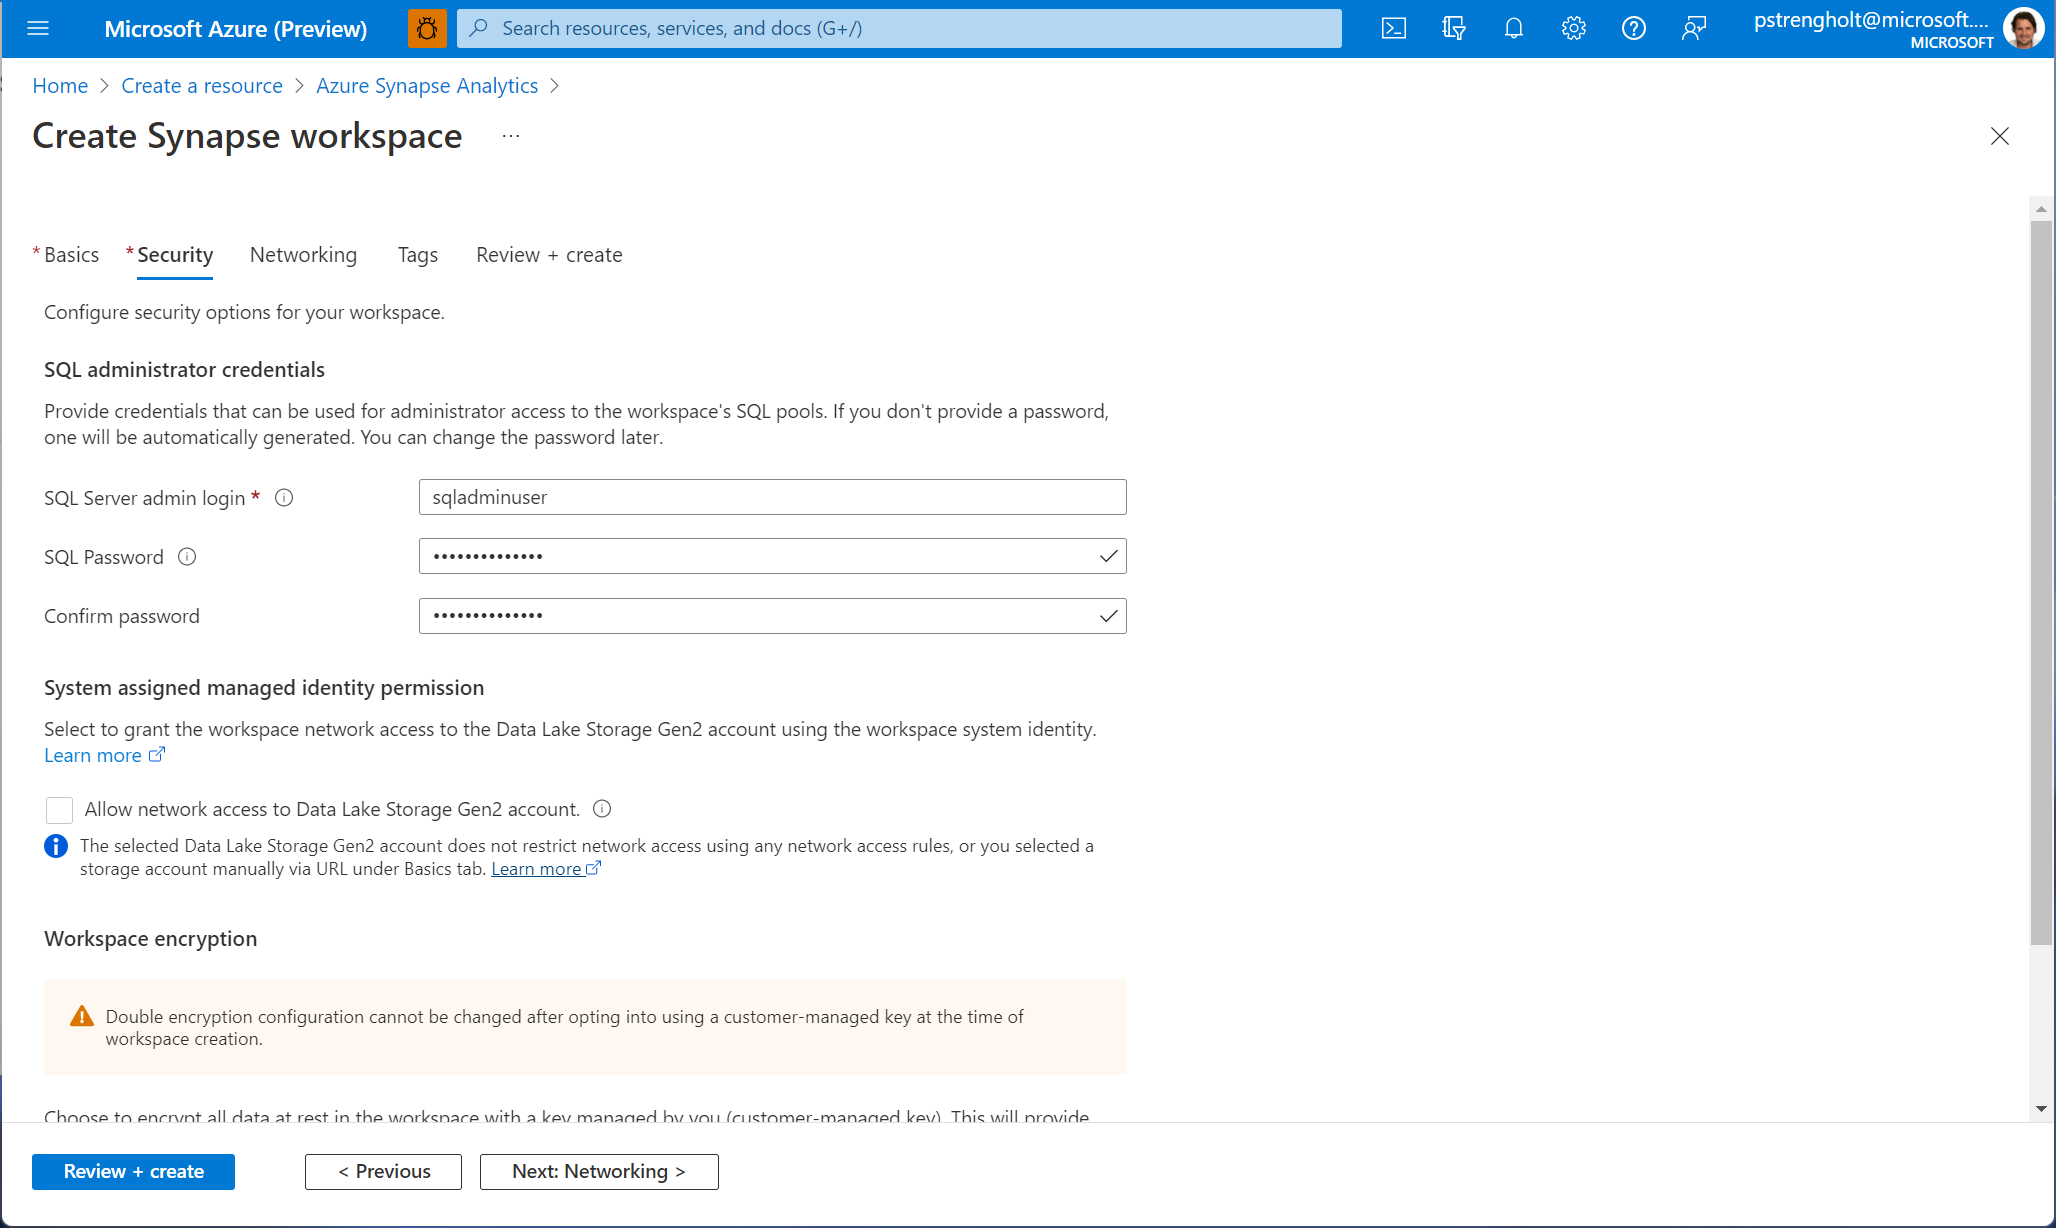 Microsoft Azure (Preview)
Search resources, services, and docs (G+/)
pstrengholt@microsoft....
MICROSOFT
Home > Create a resource > Azure Synapse Analytics >
Create Synapse workspace ...
* Basics * Security Networking Tags Review + create
Configure security options for your workspace.
SQL administrator credentials
Provide credentials that can be used for administrator access to the workspace's SQL pools. If you don't provide a password,
one will be automatically generated. You can change the password later.
SQL Server admin login *
sqladminuser
SQL Password
••••••••••••••
Confirm password
••••••••••••••
System assigned managed identity permission
Select to grant the workspace network access to the Data Lake Storage Gen2 account using the workspace system identity.
Learn more
Allow network access to Data Lake Storage Gen2 account.
The selected Data Lake Storage Gen2 account does not restrict network access using any network access rules, or you selected a
storage account manually via URL under Basics tab. Learn more
Workspace encryption
Double encryption configuration cannot be changed after opting into using a customer-managed key at the time of
workspace creation.
Choose to encrypt all data at rest in the workspace with a key managed by you (customer-managed key). This will provide
Review + create
< Previous
Next: Networking >